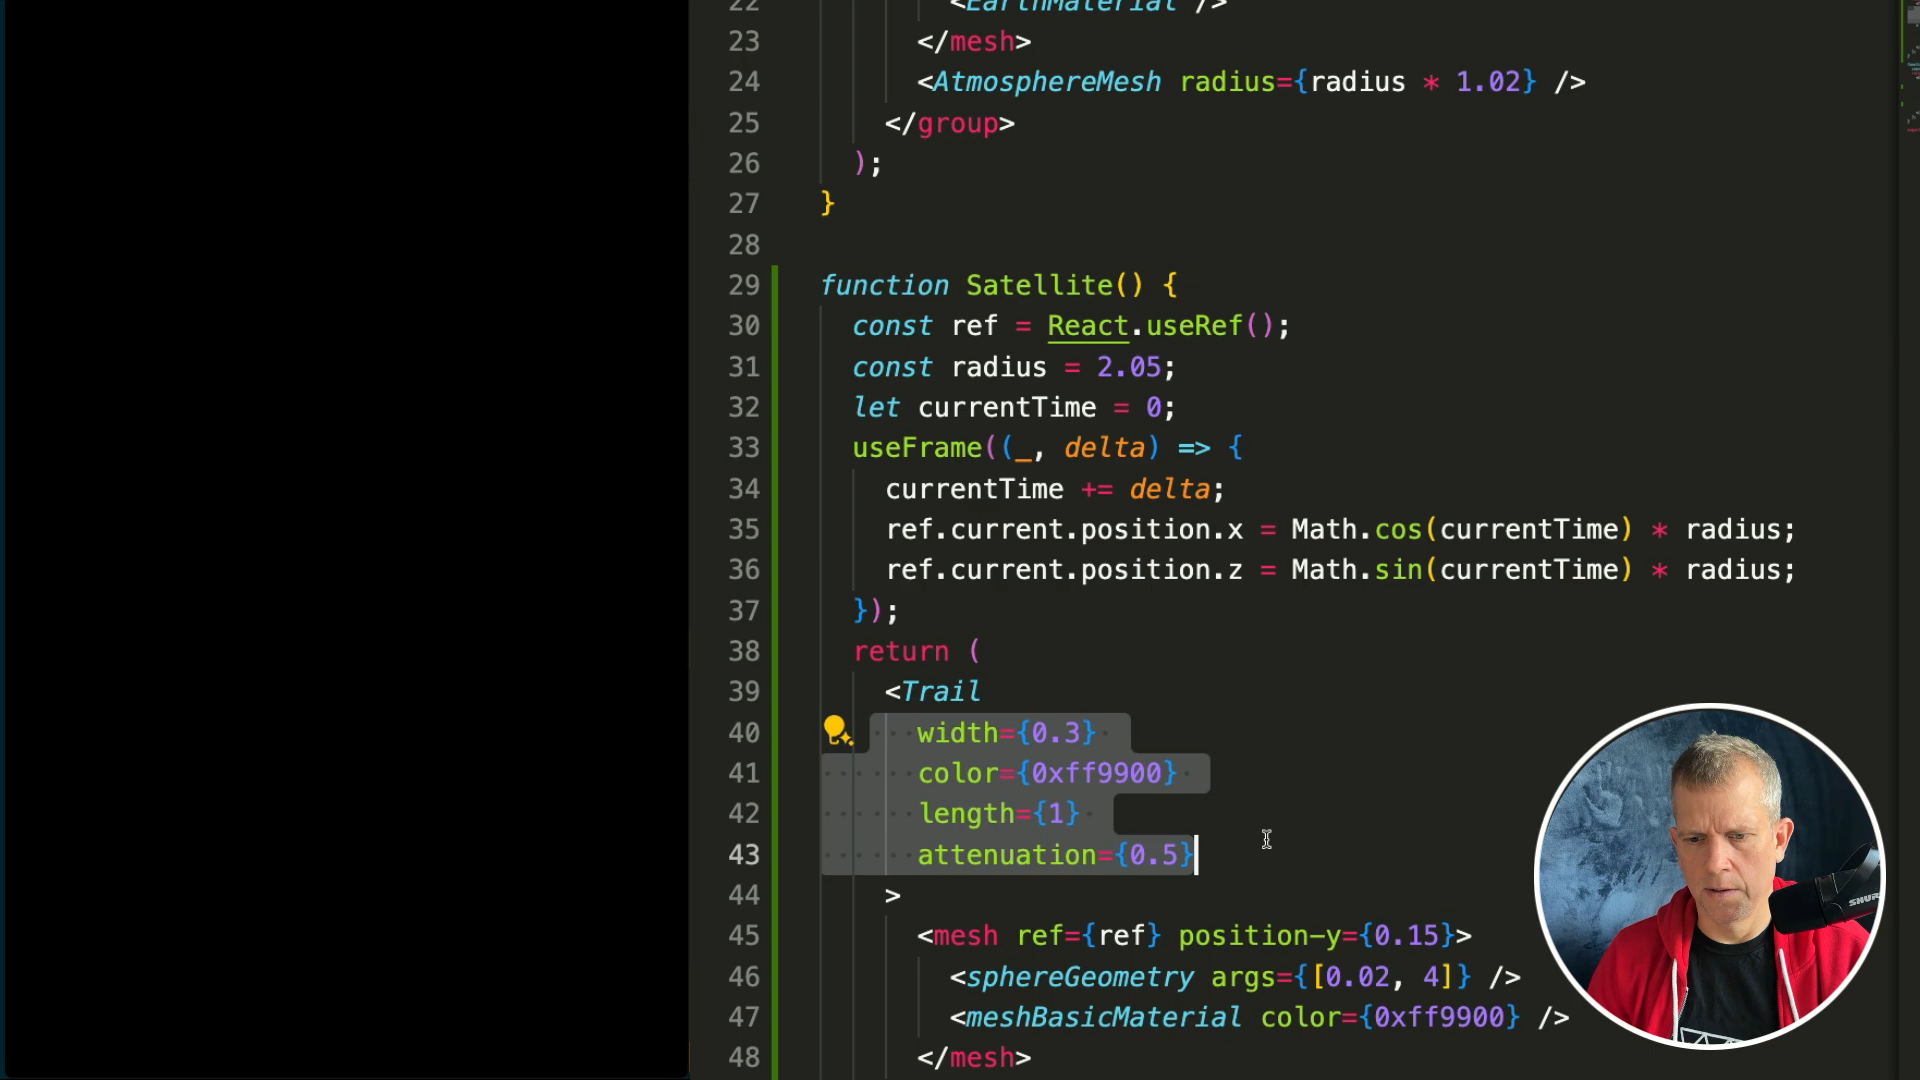 22 <EarthMaterial />
23 </mesh>
24 <AtmosphereMesh radius={radius * 1.02} />
25 </group>
26 );
27 }
28
29 function Satellite() {
30 const ref = React.useRef();
31 const radius = 2.05;
32 let currentTime = 0;
33 useFrame((_, delta) => {
34 currentTime += delta;
35 ref.current.position.x = Math.cos(currentTime) * radius;
36 ref.current.position.z = Math.sin(currentTime) * radius;
37 });
38 return (
39 <Trail
40 width={0.3}
41 color={0xff9900}
42 length={1}
43 attenuation={0.5}
44 >
45 <mesh ref={ref} position-y={0.15}>
46 <sphereGeometry args={[0.02, 4]} />
47 <meshBasicMaterial color={0xff9900} />
48 </mesh>
SHURE